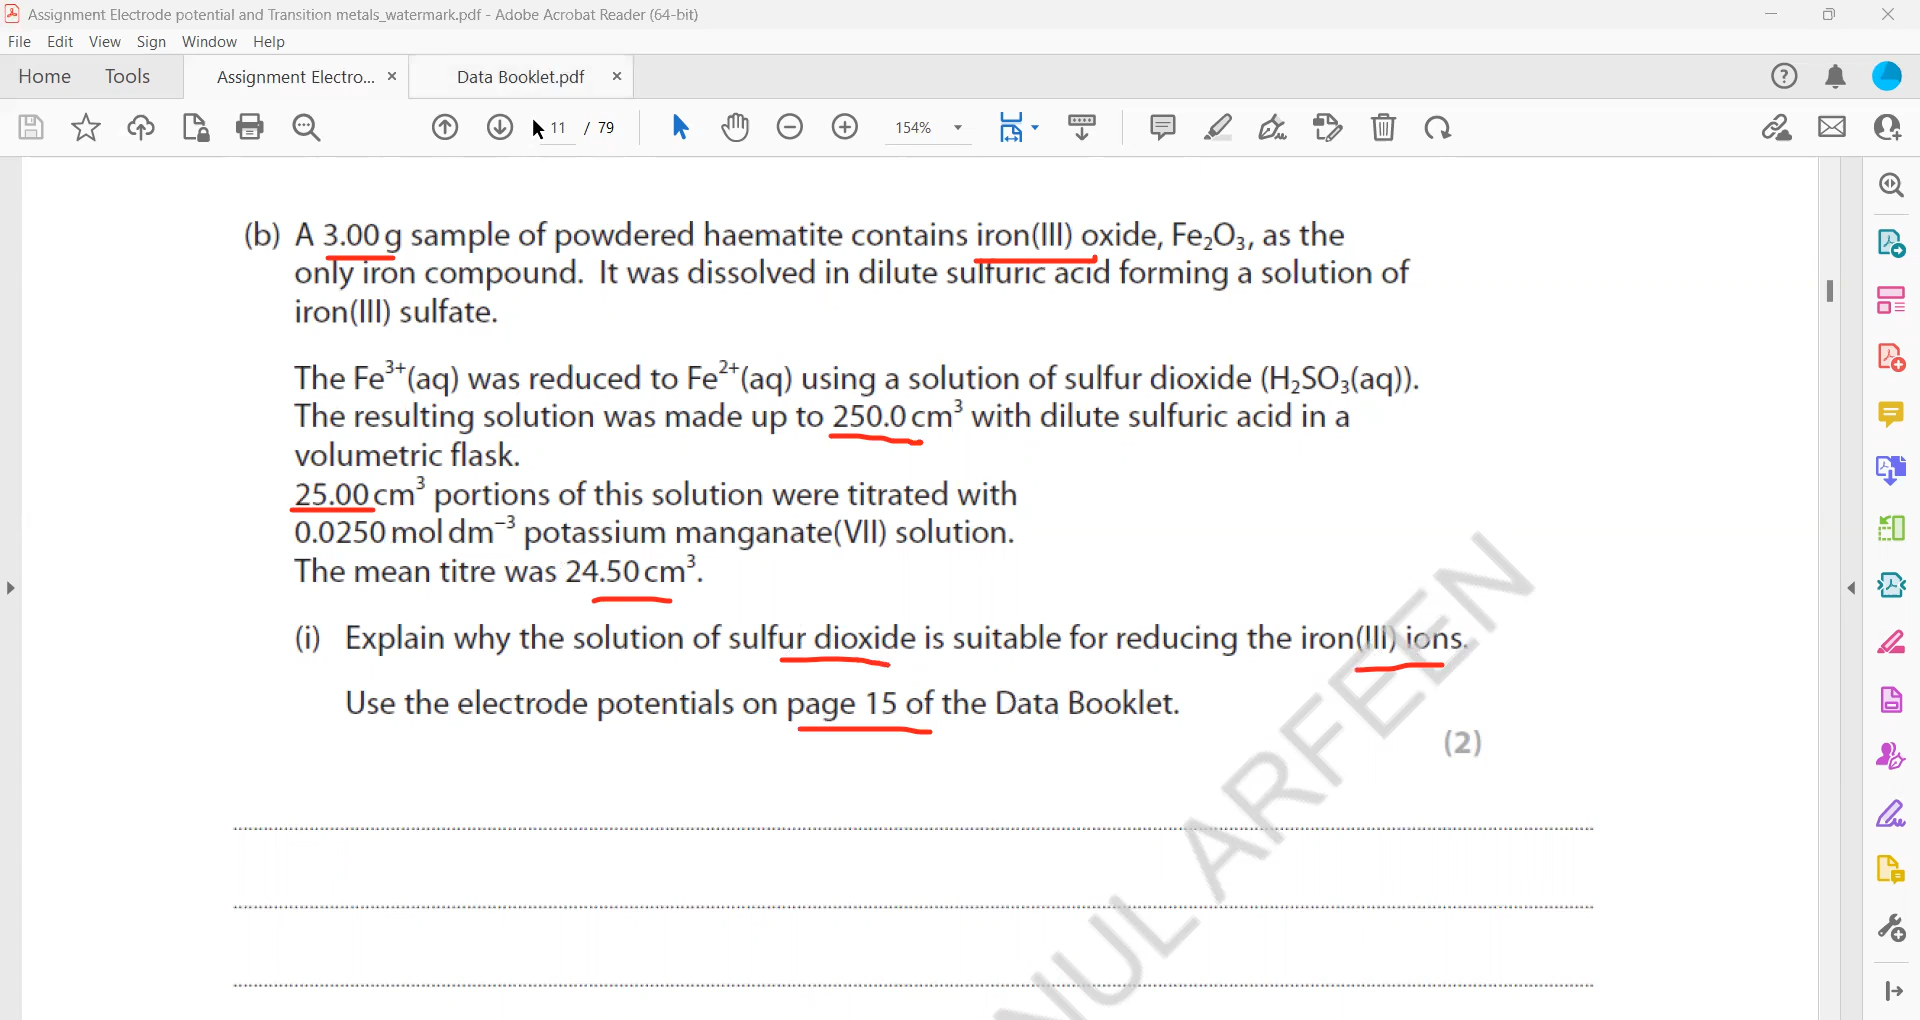 Assignment Electrode potential and Transition metals_watermark.pdf - Adobe Acrobat Reader (64-bit)
File Edit View Sign Window Help
Home Tools Assignment Electro... × Data Booklet.pdf ×
11 / 79 154%
(b) A 3.00 g sample of powdered haematite contains iron(III) oxide, Fe₂O₃, as the
only iron compound. It was dissolved in dilute sulfuric acid forming a solution of
iron(III) sulfate.
The Fe³⁺(aq) was reduced to Fe²⁺(aq) using a solution of sulfur dioxide (H₂SO₃(aq)).
The resulting solution was made up to 250.0 cm³ with dilute sulfuric acid in a
volumetric flask.
25.00 cm³ portions of this solution were titrated with
0.0250 mol dm⁻³ potassium manganate(VII) solution.
The mean titre was 24.50 cm³.
(i) Explain why the solution of sulfur dioxide is suitable for reducing the iron(III) ions.
Use the electrode potentials on page 15 of the Data Booklet.
(2)
NUL ARFEEN